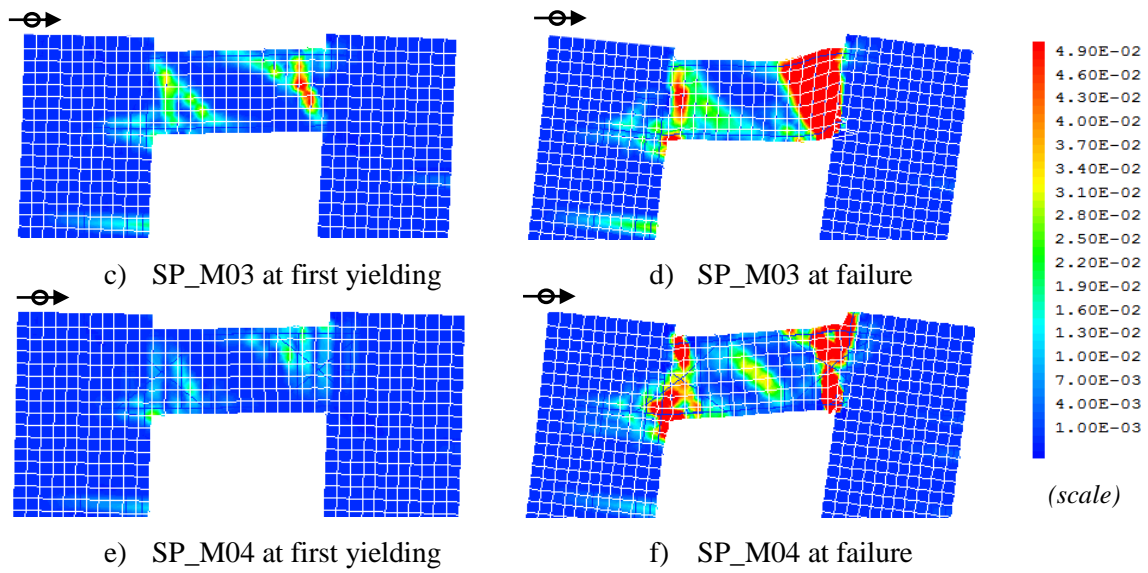 c) SP_M03 at first yielding
d) SP_M03 at failure
e) SP_M04 at first yielding
f) SP_M04 at failure
4.90E-02
4.60E-02
4.30E-02
4.00E-02
3.70E-02
3.40E-02
3.10E-02
2.80E-02
2.50E-02
2.20E-02
1.90E-02
1.60E-02
1.30E-02
1.00E-02
7.00E-03
4.00E-03
1.00E-03
(scale)